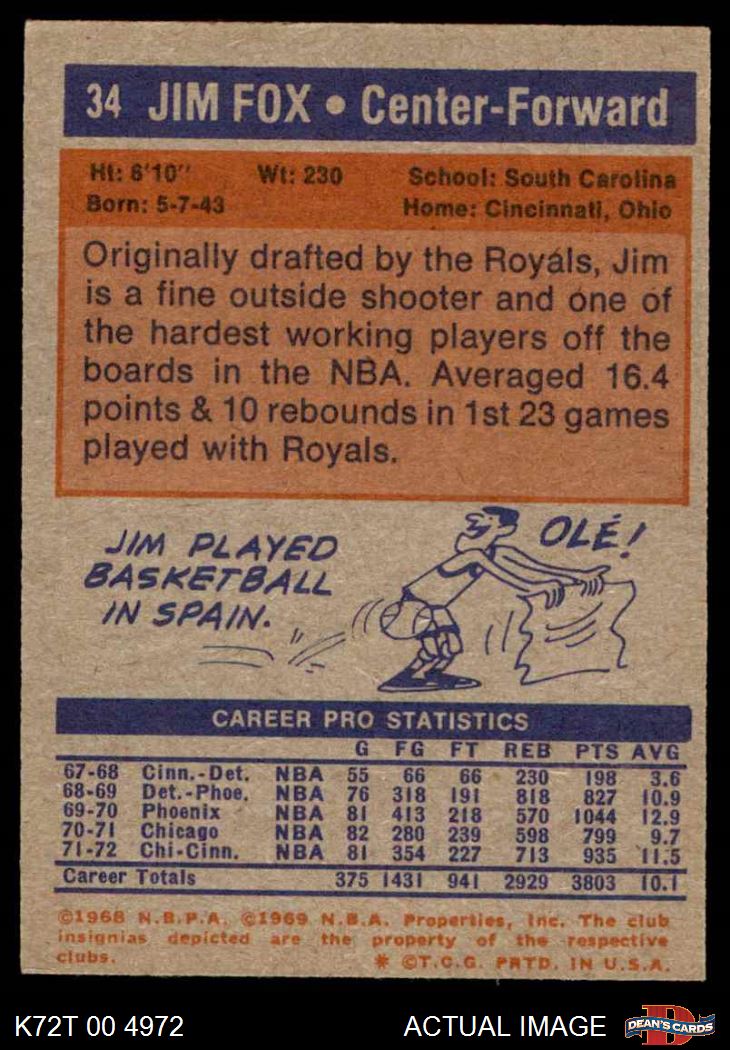 34 JIM FOX • Center-Forward
Ht: 6'10" Wt: 230 School: South Carolina
Born: 5-7-43 Home: Cincinnati, Ohio
Originally drafted by the Royals, Jim
is a fine outside shooter and one of
the hardest working players off the
boards in the NBA. Averaged 16.4
points & 10 rebounds in 1st 23 games
played with Royals.
JIM PLAYED
BASKETBALL
IN SPAIN.
OLÉ!
CAREER PRO STATISTICS
G FG FT REB PTS AVG
67-68 Cinn.-Det. NBA 55 66 66 230 198 3.6
68-69 Det.-Phoe. NBA 76 318 191 818 827 10.9
69-70 Phoenix NBA 81 413 218 570 1044 12.9
70-71 Chicago NBA 82 280 239 598 799 9.7
71-72 Chi-Cinn. NBA 81 354 227 713 935 11.5
Career Totals 375 1431 941 2929 3803 10.1
©1968 N.B.P.A. ©1969 N.B.A. Properties, Inc. The club
insignias depicted are the property of the respective
clubs. * ©T.C.G. PRTD. IN U.S.A.
K72T 00 4972 ACTUAL IMAGE D DEAN'S CARDS